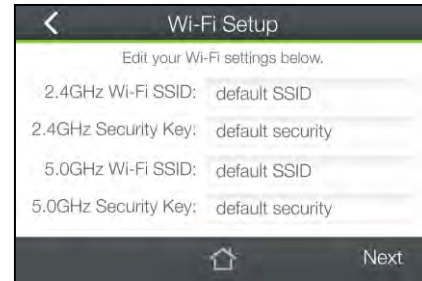 Wi-Fi Setup
Edit your Wi-Fi settings below.
2.4GHz Wi-Fi SSID: default SSID
2.4GHz Security Key: default security
5.0GHz Wi-Fi SSID: default SSID
5.0GHz Security Key: default security
Next